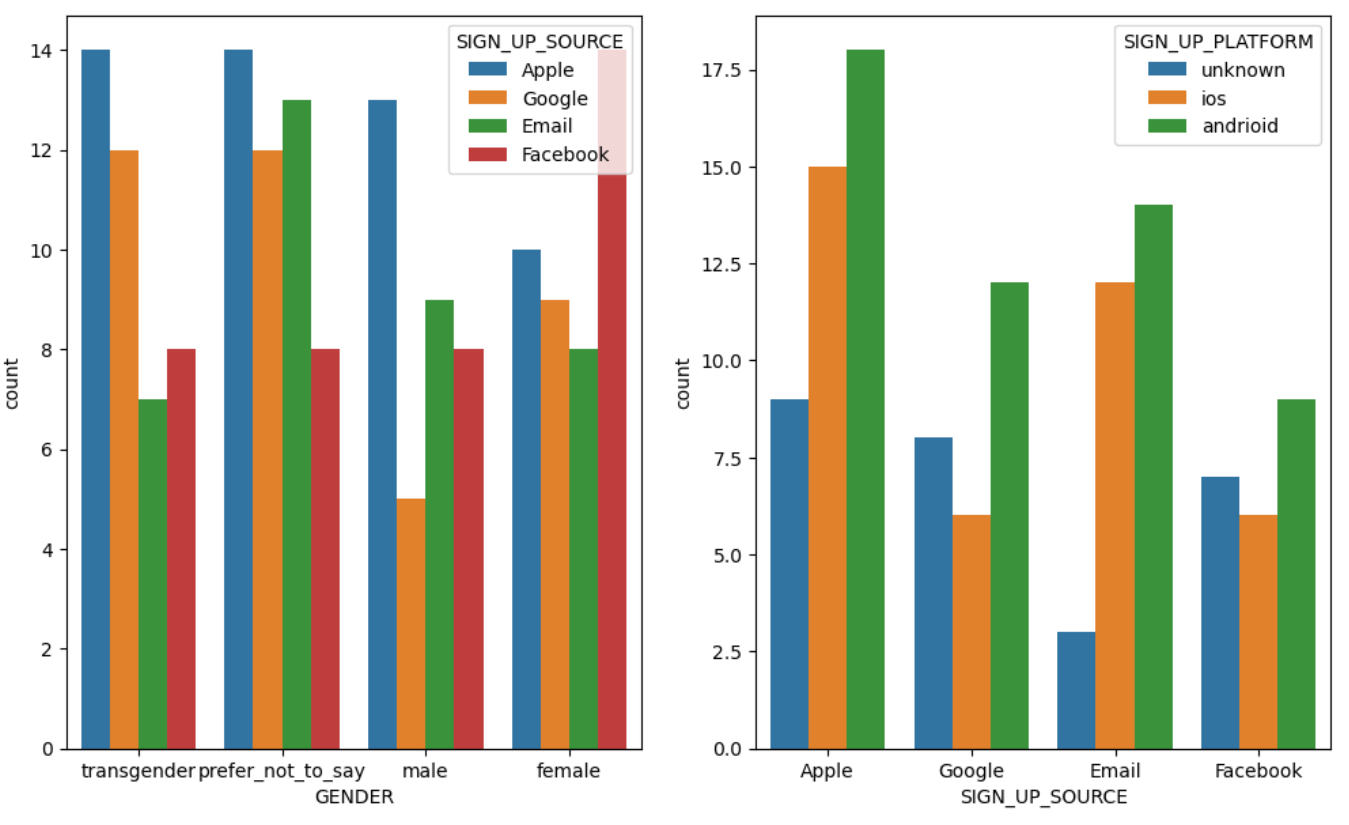 SIGN_UP_SOURCE
Apple
Google
Email
Facebook
14
12
10
8
6
4
2
0
count
transgender
prefer_not_to_say
male
female
GENDER
SIGN_UP_PLATFORM
unknown
ios
andrioid
17.5
15.0
12.5
10.0
7.5
5.0
2.5
0.0
count
Apple
Google
Email
Facebook
SIGN_UP_SOURCE